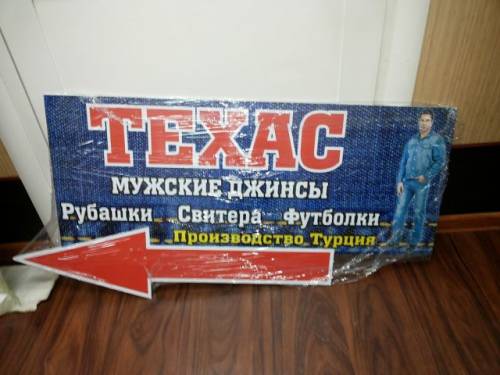 ТЕХАС
МУЖСКИЕ ДЖИНСЫ
Рубашки Свитера Футболки
Производство Турция